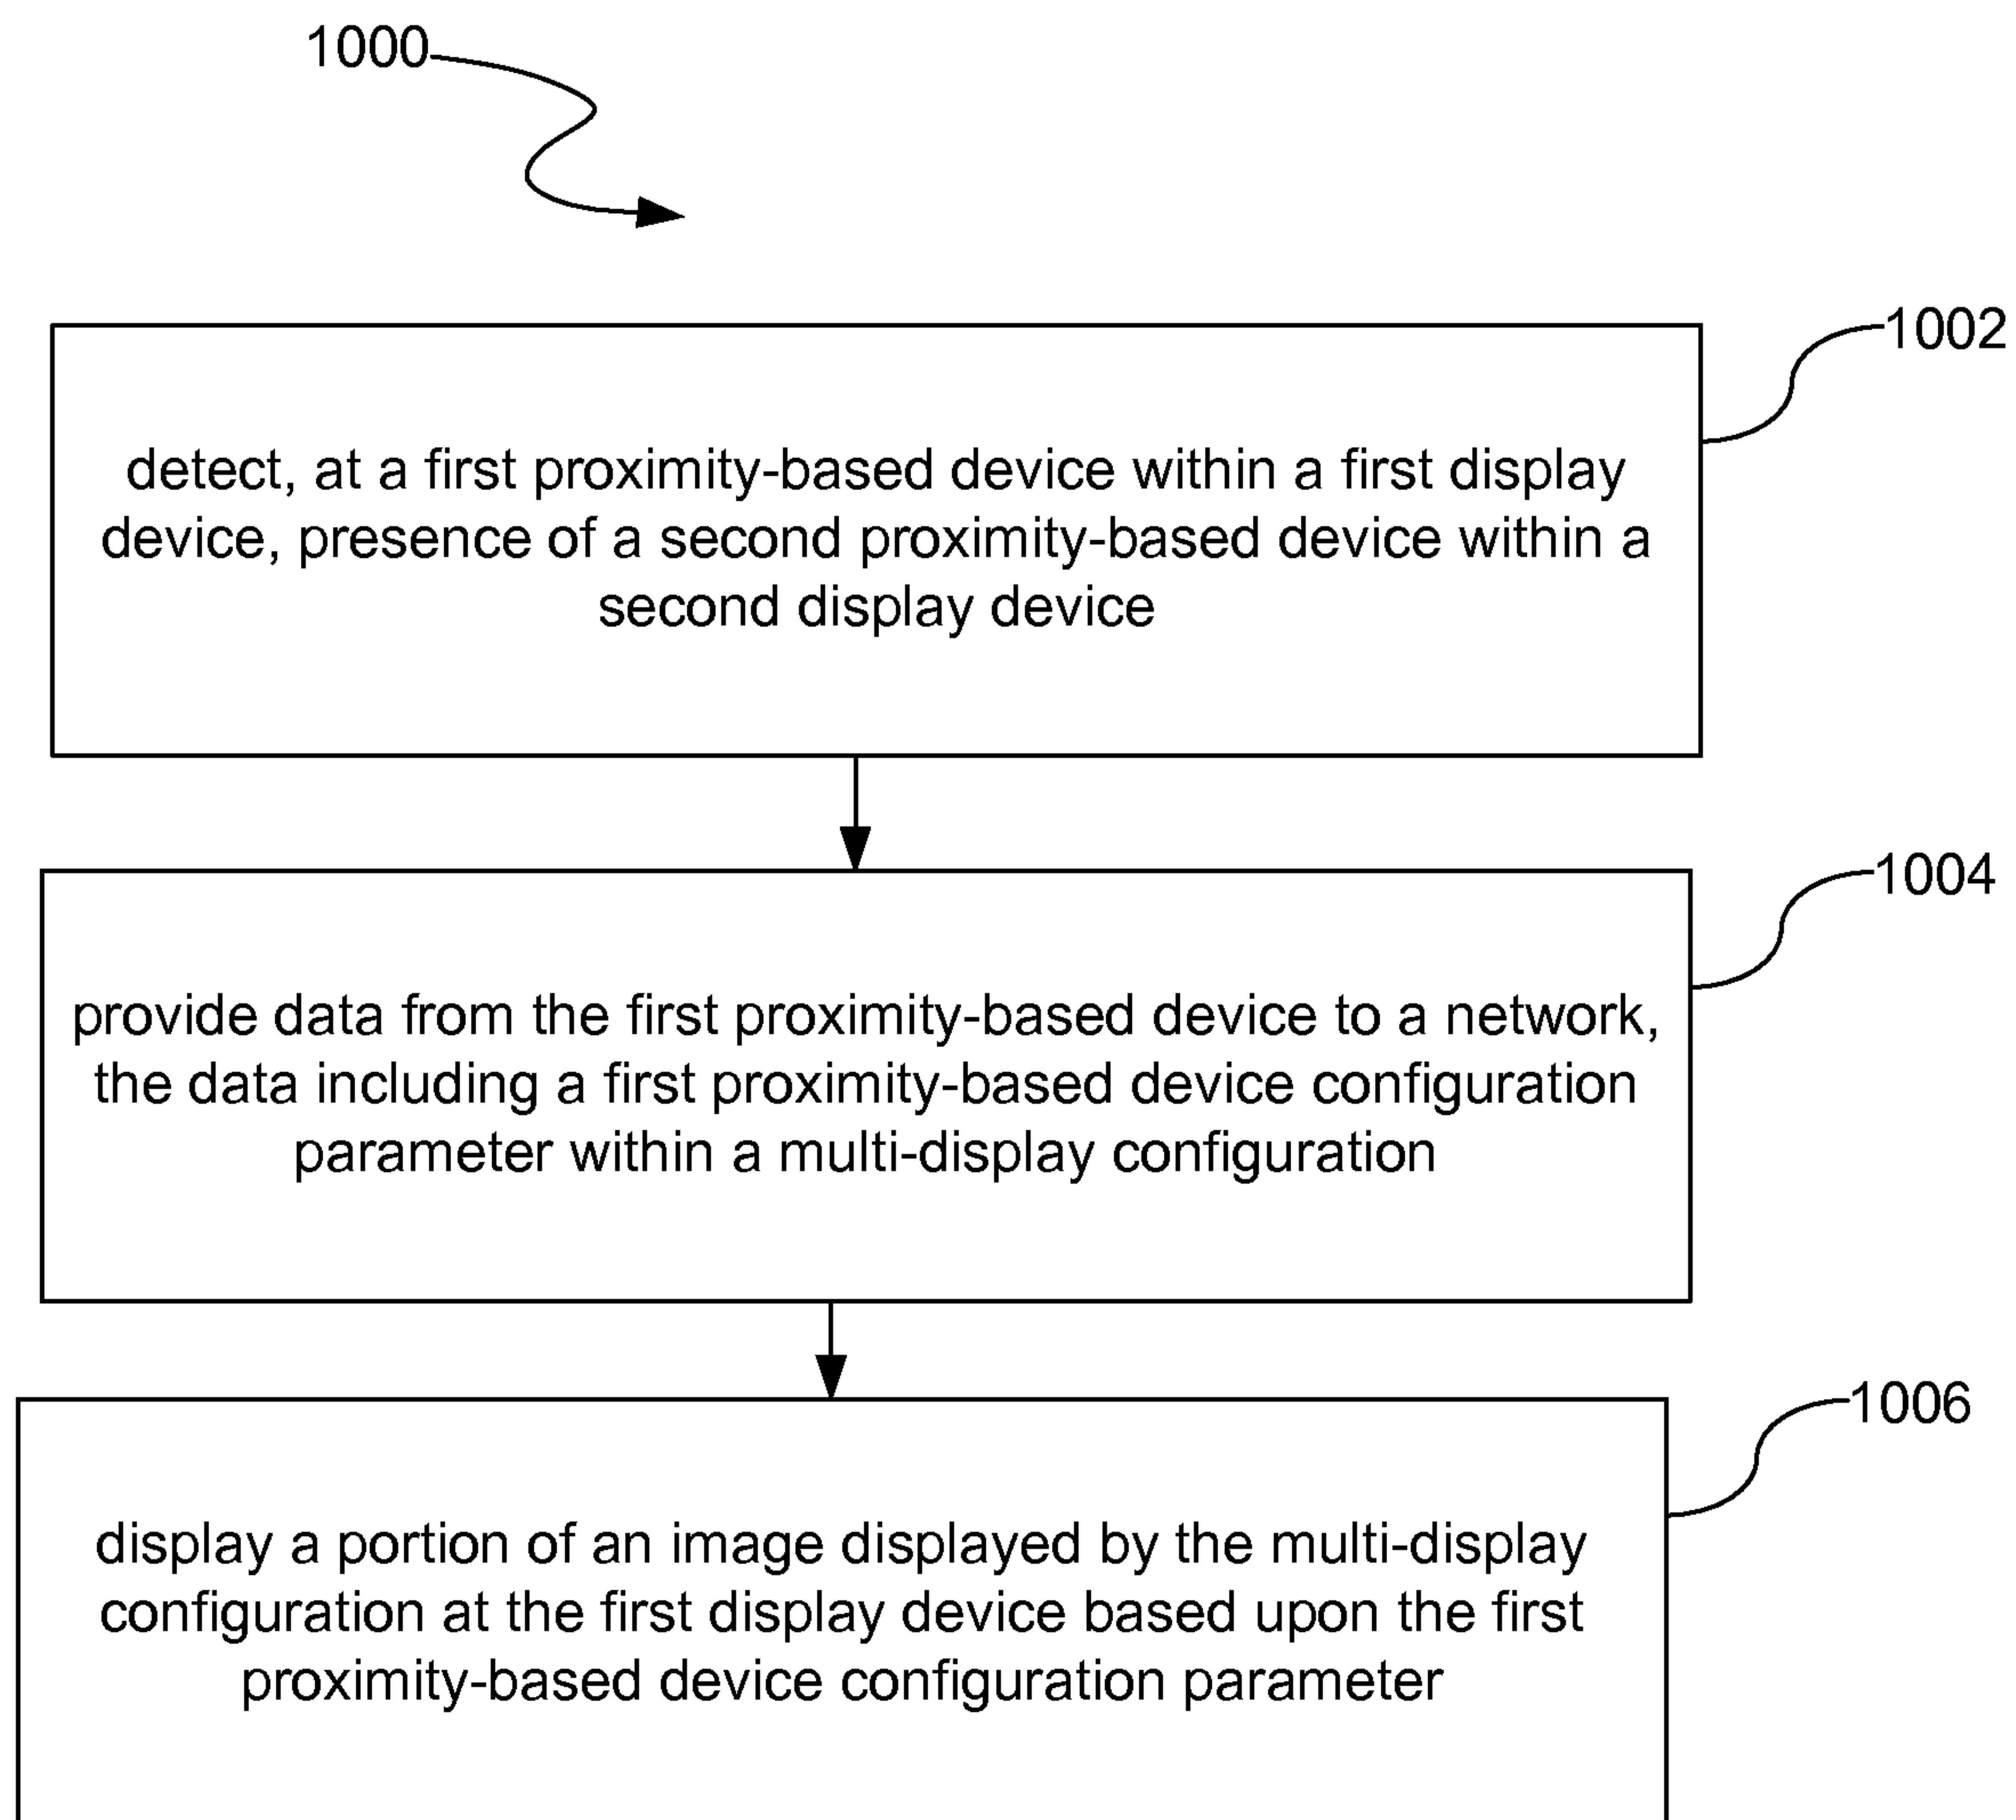 1000
1002
detect, at a first proximity-based device within a first display
device, presence of a second proximity-based device within a
second display device
1004
provide data from the first proximity-based device to a network,
the data including a first proximity-based device configuration
parameter within a multi-display configuration
1006
display a portion of an image displayed by the multi-display
configuration at the first display device based upon the first
proximity-based device configuration parameter